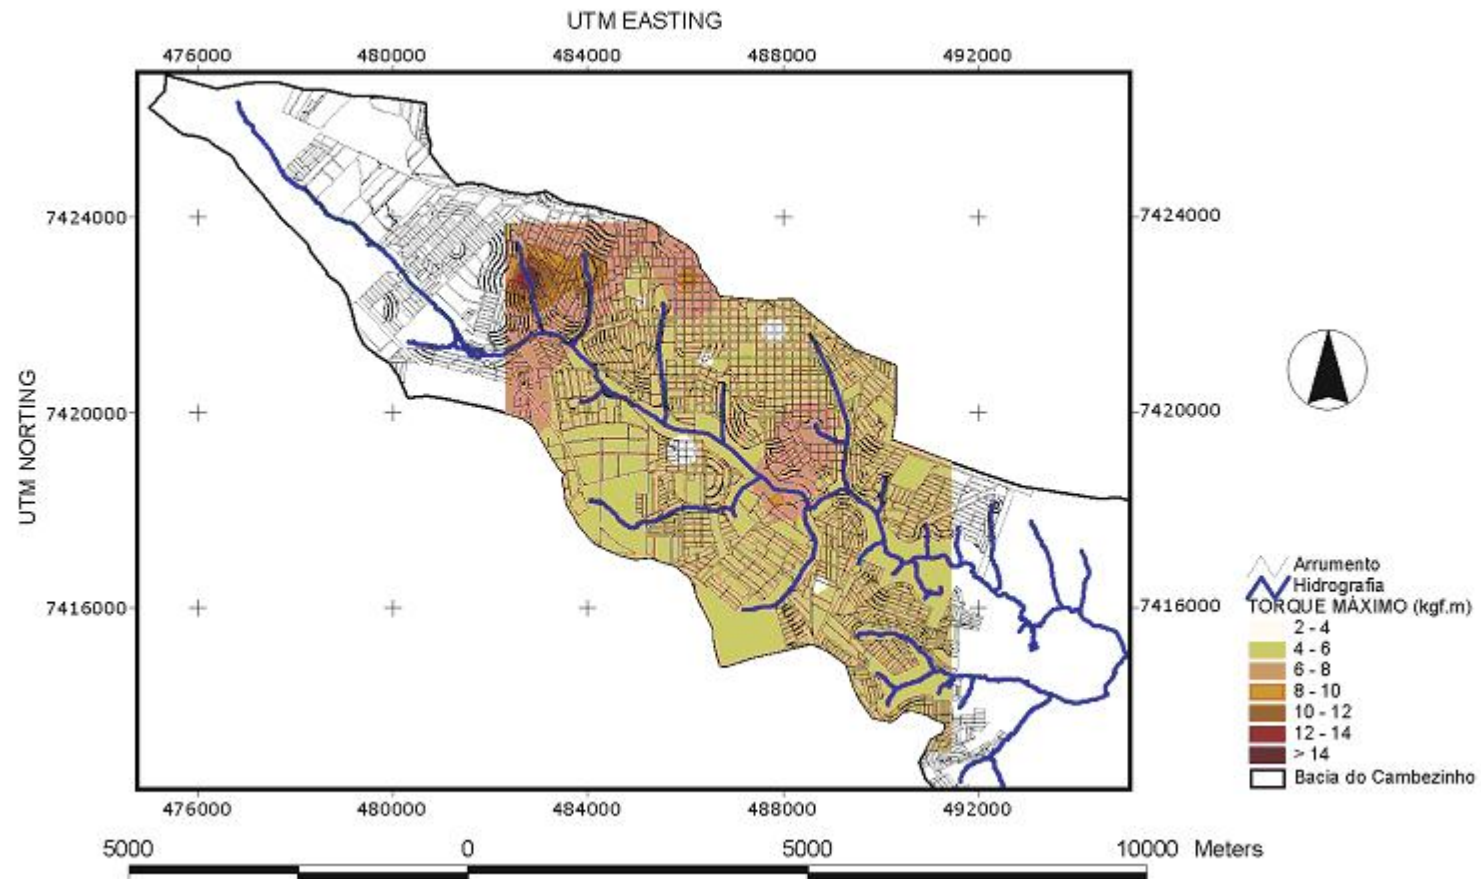 UTM EASTING
476000 480000 484000 488000 492000
7424000 7424000
7420000 7420000
7416000 7416000
UTM NORTING
Arrumento
Hidrografia
TORQUE MÁXIMO (kgf.m)
2 - 4
4 - 6
6 - 8
8 - 10
10 - 12
12 - 14
> 14
Bacia do Cambezinho
476000 480000 484000 488000 492000
5000 0 5000 10000 Meters